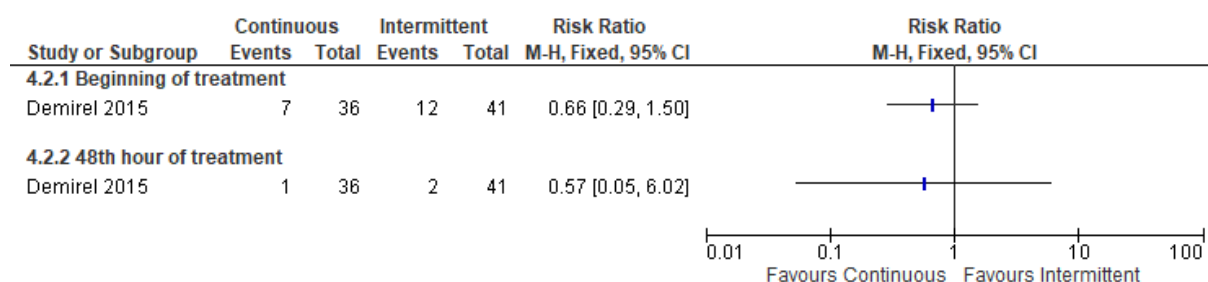 Continuous Intermittent Risk Ratio Risk Ratio
Study or Subgroup Events Total Events Total M-H, Fixed, 95% CI M-H, Fixed, 95% CI
4.2.1 Beginning of treatment
Demirel 2015 7 36 12 41 0.66 [0.29, 1.50]
4.2.2 48th hour of treatment
Demirel 2015 1 36 2 41 0.57 [0.05, 6.02]
0.01 0.1 1 10 100
Favours Continuous Favours Intermittent